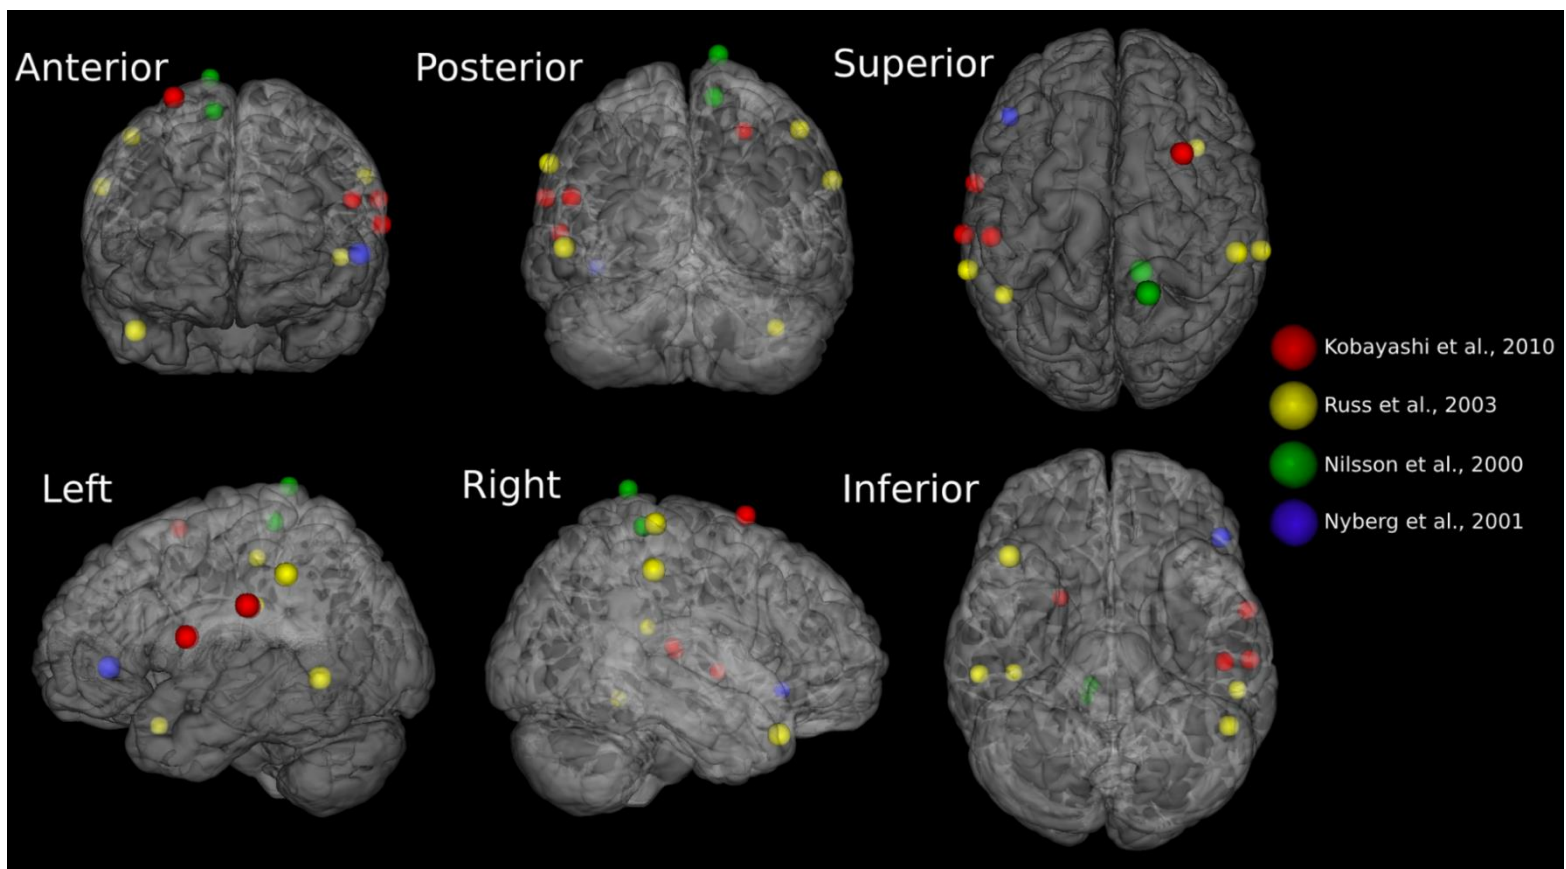 Anterior
Posterior
Superior
Kobayashi et al., 2010
Russ et al., 2003
Nilsson et al., 2000
Nyberg et al., 2001
Left
Right
Inferior